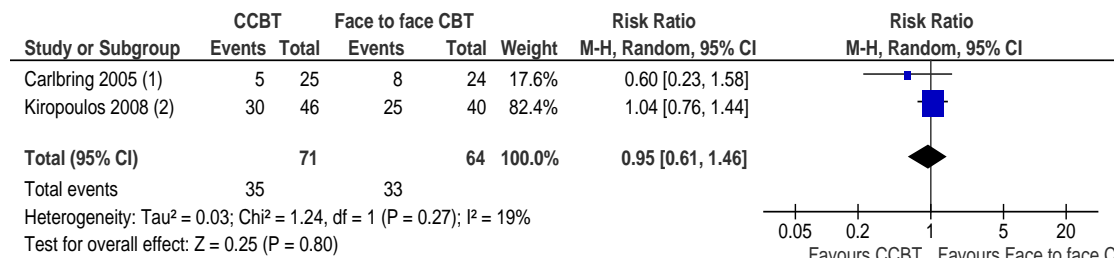 CCBT Face to face CBT Risk Ratio Risk Ratio
Study or Subgroup Events Total Events Total Weight M-H, Random, 95% CI M-H, Random, 95% CI
Carlbring 2005 (1) 5 25 8 24 17.6% 0.60 [0.23, 1.58]
Kiropoulos 2008 (2) 30 46 25 40 82.4% 1.04 [0.76, 1.44]
Total (95% CI) 71 64 100.0% 0.95 [0.61, 1.46]
Total events 35 33
Heterogeneity: Tau² = 0.03; Chi² = 1.24, df = 1 (P = 0.27); I² = 19%
Test for overall effect: Z = 0.25 (P = 0.80)
0.05 0.2 1 5 20
Favours CCBT Favours Face to face C